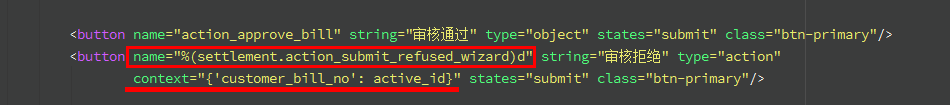 <button name="action_approve_bill" string="审核通过" type="object" states="submit" class="btn-primary"/>
<button name="%(settlement.action_submit_refused_wizard)d" string="审核拒绝" type="action"
context="{'customer_bill_no': active_id}" states="submit" class="btn-primary"/>